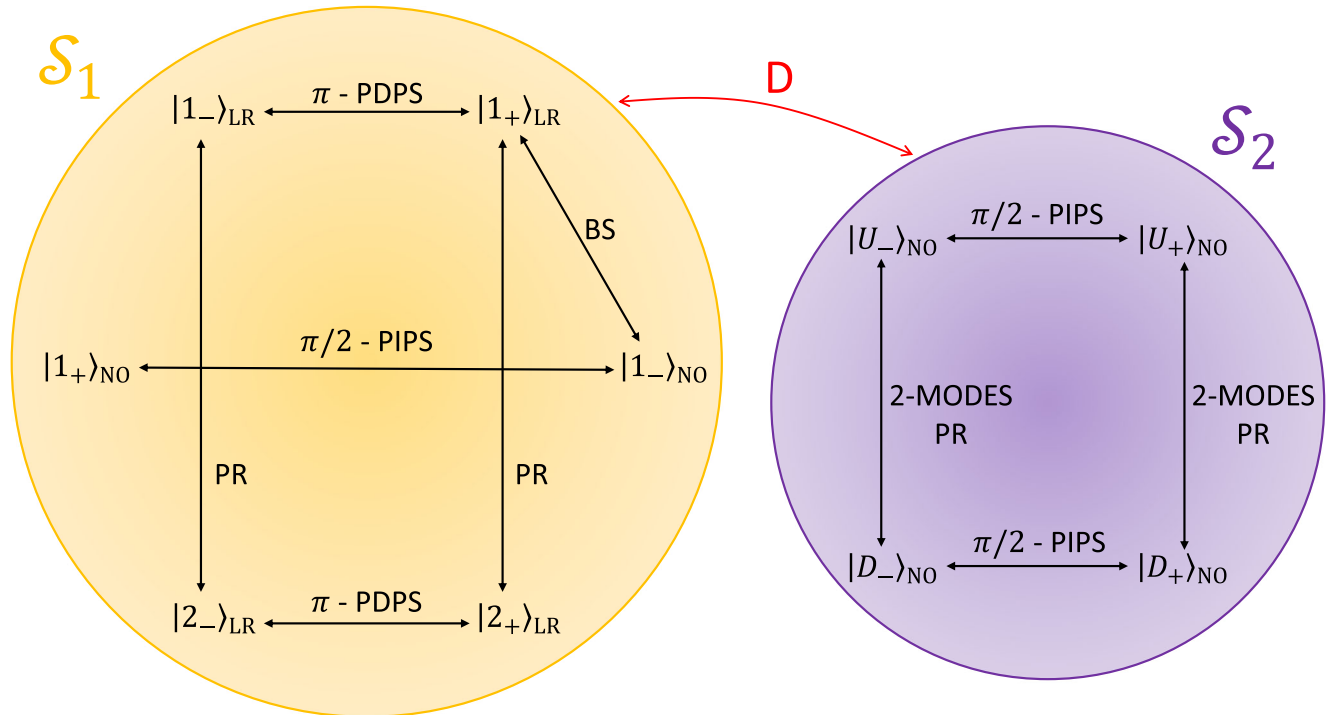 𝒮₁
D
𝒮₂
|1₋⟩LR
π - PDPS
|1₊⟩LR
BS
|U₋⟩NO
π/2 - PIPS
|U₊⟩NO
|1₊⟩NO
π/2 - PIPS
|1₋⟩NO
2-MODES
PR
2-MODES
PR
PR
PR
|D₋⟩NO
π/2 - PIPS
|D₊⟩NO
|2₋⟩LR
π - PDPS
|2₊⟩LR